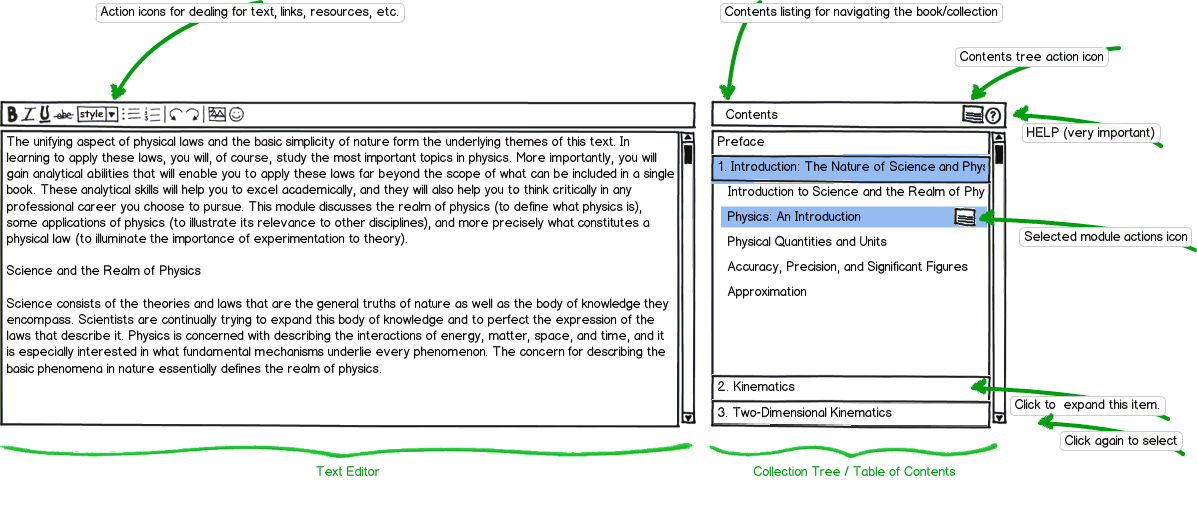 Action icons for dealing for text, links, resources, etc.
Contents listing for navigating the book/collection
Contents tree action icon
B I U abc style
Contents
?
HELP (very important)
The unifying aspect of physical laws and the basic simplicity of nature form the underlying themes of this text. In
learning to apply these laws, you will, of course, study the most important topics in physics. More importantly, you will
gain analytical abilities that will enable you to apply these laws far beyond the scope of what can be included in a single
book. These analytical skills will help you to excel academically, and they will also help you to think critically in any
professional career you choose to pursue. This module discusses the realm of physics (to define what physics is),
some applications of physics (to illustrate its relevance to other disciplines), and more precisely what constitutes a
physical law (to illuminate the importance of experimentation to theory).
Science and the Realm of Physics
Science consists of the theories and laws that are the general truths of nature as well as the body of knowledge they
encompass. Scientists are continually trying to expand this body of knowledge and to perfect the expression of the
laws that describe it. Physics is concerned with describing the interactions of energy, matter, space, and time, and it
is especially interested in what fundamental mechanisms underlie every phenomenon. The concern for describing the
basic phenomena in nature essentially defines the realm of physics.
Preface
1. Introduction: The Nature of Science and Phys
Introduction to Science and the Realm of Phy
Physics: An Introduction
Selected module actions icon
Physical Quantities and Units
Accuracy, Precision, and Significant Figures
Approximation
2. Kinematics
Click to expand this item.
3. Two-Dimensional Kinematics
Click again to select
Text Editor
Collection Tree / Table of Contents